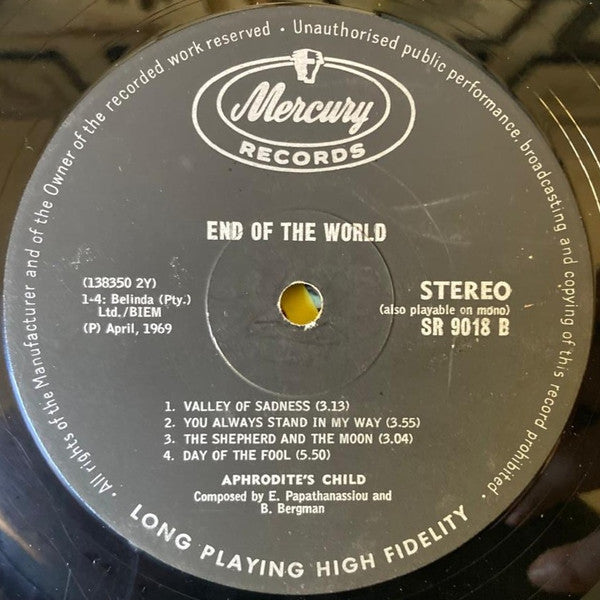 · All rights of the Manufacturer and of the Owner of the recorded work reserved · Unauthorised public performance, broadcasting and copying of this record prohibited ·
Mercury
RECORDS
END OF THE WORLD
(138350 2Y)
1-4: Belinda (Pty.)
Ltd./BIEM
(P) April, 1969
STEREO
(also playable on mono)
SR 9018 B
1. VALLEY OF SADNESS (3.13)
2. YOU ALWAYS STAND IN MY WAY (3.55)
3. THE SHEPHERD AND THE MOON (3.04)
4. DAY OF THE FOOL (5.50)
APHRODITE'S CHILD
Composed by E. Papathanassiou and
B. Bergman
LONG PLAYING HIGH FIDELITY